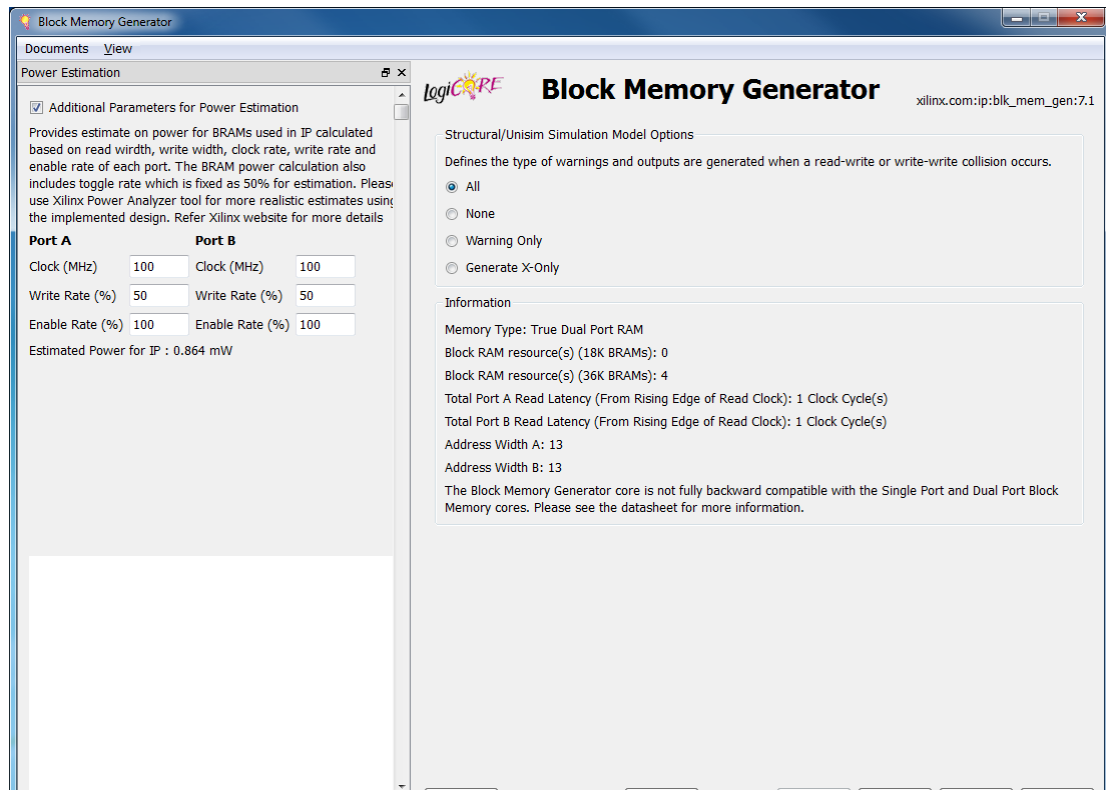 Block Memory Generator
Documents View
Power Estimation
Additional Parameters for Power Estimation
Provides estimate on power for BRAMs used in IP calculated
based on read wirdth, write width, clock rate, write rate and
enable rate of each port. The BRAM power calculation also
includes toggle rate which is fixed as 50% for estimation. Please
use Xilinx Power Analyzer tool for more realistic estimates using
the implemented design. Refer Xilinx website for more details
Port A Port B
Clock (MHz) 100 Clock (MHz) 100
Write Rate (%) 50 Write Rate (%) 50
Enable Rate (%) 100 Enable Rate (%) 100
Estimated Power for IP : 0.864 mW
LogiCORE
Block Memory Generator
xilinx.com:ip:blk_mem_gen:7.1
Structural/Unisim Simulation Model Options
Defines the type of warnings and outputs are generated when a read-write or write-write collision occurs.
All
None
Warning Only
Generate X-Only
Information
Memory Type: True Dual Port RAM
Block RAM resource(s) (18K BRAMs): 0
Block RAM resource(s) (36K BRAMs): 4
Total Port A Read Latency (From Rising Edge of Read Clock): 1 Clock Cycle(s)
Total Port B Read Latency (From Rising Edge of Read Clock): 1 Clock Cycle(s)
Address Width A: 13
Address Width B: 13
The Block Memory Generator core is not fully backward compatible with the Single Port and Dual Port Block
Memory cores. Please see the datasheet for more information.